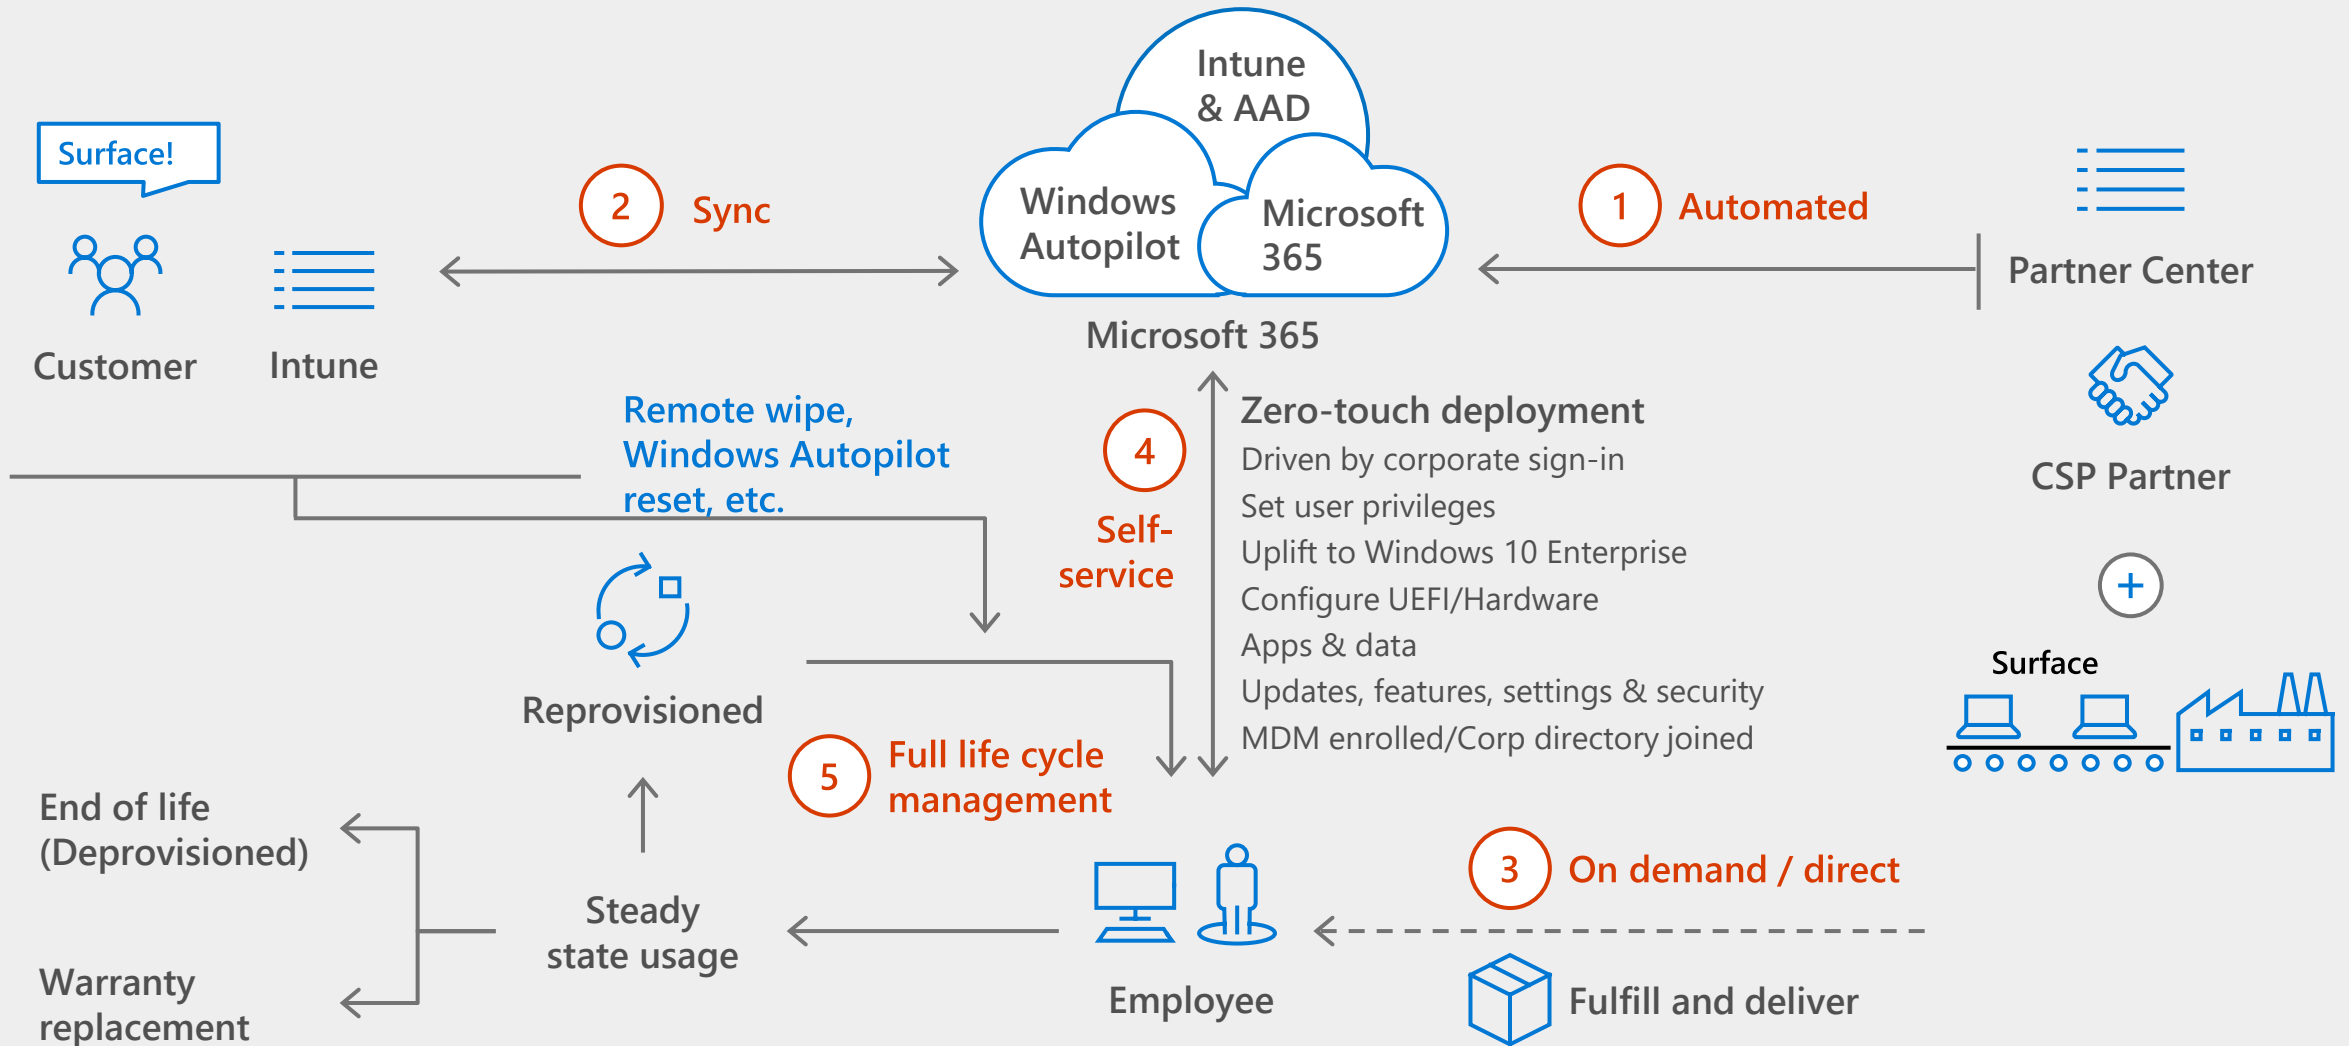 Intune
& AAD
Windows
Autopilot
Microsoft
365
Microsoft 365
Surface!
Customer
Intune
2
Sync
1
Automated
Partner Center
CSP Partner
+
Surface
Remote wipe,
Windows Autopilot
reset, etc.
4
Self-
service
Zero-touch deployment
Driven by corporate sign-in
Set user privileges
Uplift to Windows 10 Enterprise
Configure UEFI/Hardware
Apps & data
Updates, features, settings & security
MDM enrolled/Corp directory joined
Reprovisioned
5
Full life cycle
management
End of life
(Deprovisioned)
Steady
state usage
Warranty
replacement
Employee
3
On demand / direct
Fulfill and deliver